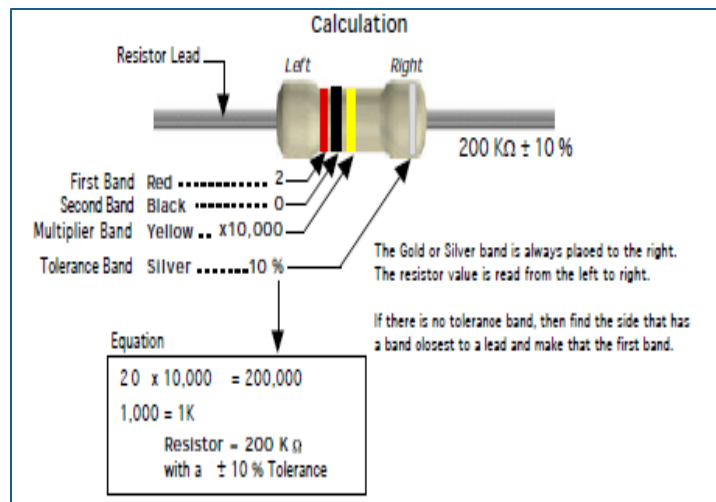 Calculation
Resistor Lead
Left
Right
200 KΩ ± 10 %
First Band Red .......... 2
Second Band Black .......... 0
Multiplier Band Yellow .. x10,000
Tolerance Band Silver ........10 %
The Gold or Silver band is always placed to the right.
The resistor value is read from the left to right.
If there is no tolerance band, then find the side that has
a band closest to a lead and make that the first band.
Equation
20 x 10,000 = 200,000
1,000 = 1K
Resistor = 200 K Ω
with a ± 10 % Tolerance